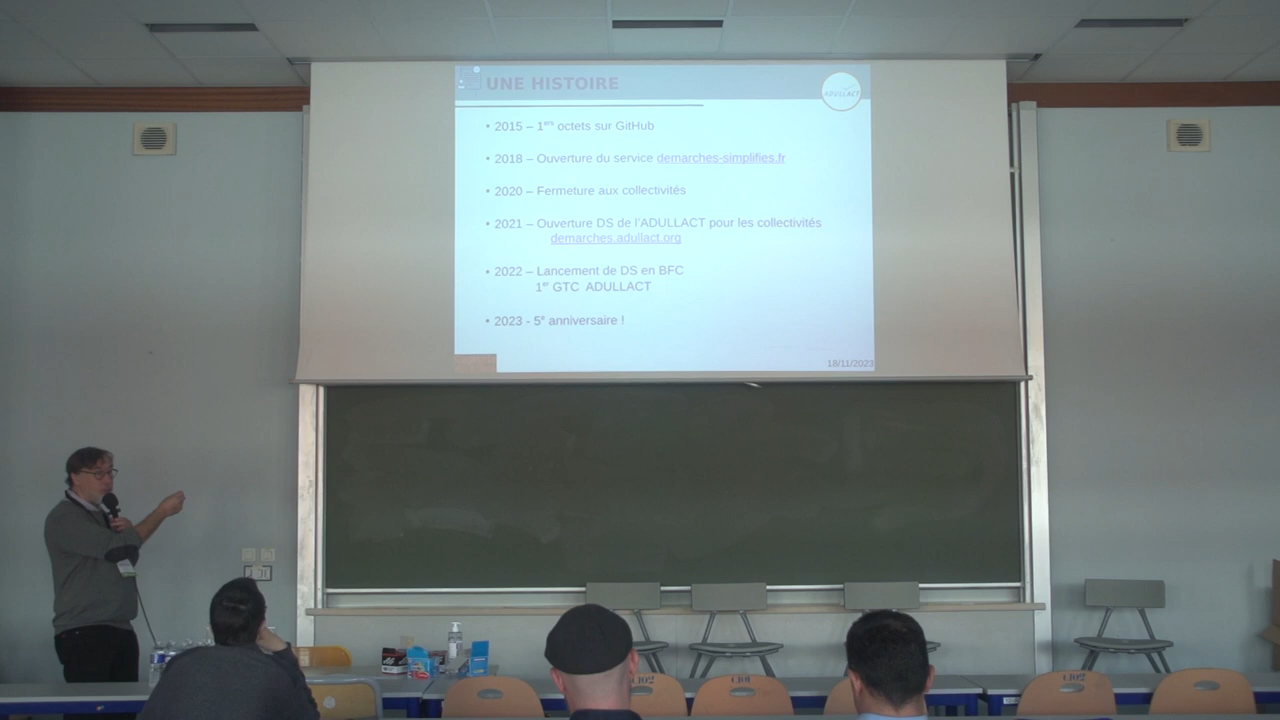 UNE HISTOIRE
ADULLACT
• 2015 – 1ers octets sur GitHub
• 2018 – Ouverture du service demarches-simplifies.fr
• 2020 – Fermeture aux collectivités
• 2021 – Ouverture DS de l'ADULLACT pour les collectivités
demarches.adullact.org
• 2022 – Lancement de DS en BFC
1er GTC ADULLACT
• 2023 - 5e anniversaire !
18/11/2023